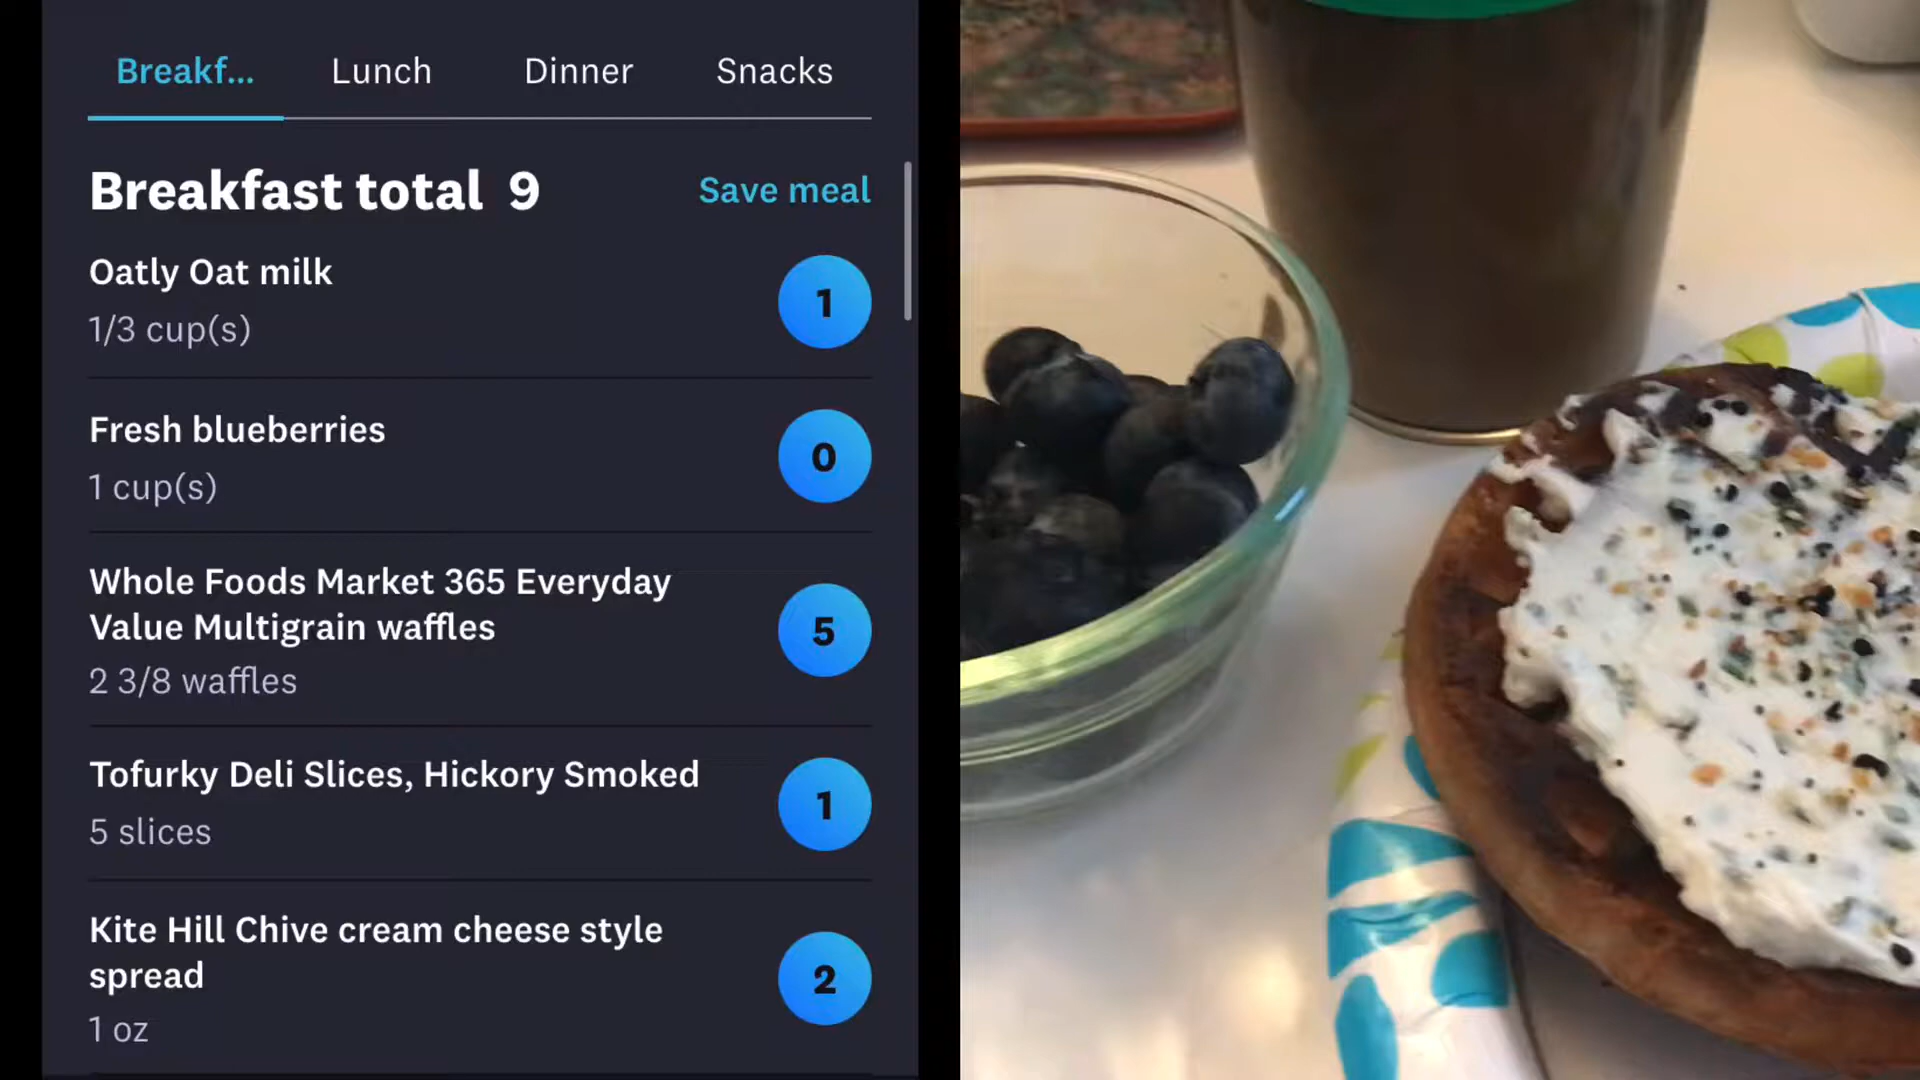 Breakf...
Lunch
Dinner
Snacks
Breakfast total 9
Save meal
Oatly Oat milk
1/3 cup(s)
1
Fresh blueberries
1 cup(s)
0
Whole Foods Market 365 Everyday
Value Multigrain waffles
2 3/8 waffles
5
Tofurky Deli Slices, Hickory Smoked
5 slices
1
Kite Hill Chive cream cheese style
spread
1 oz
2